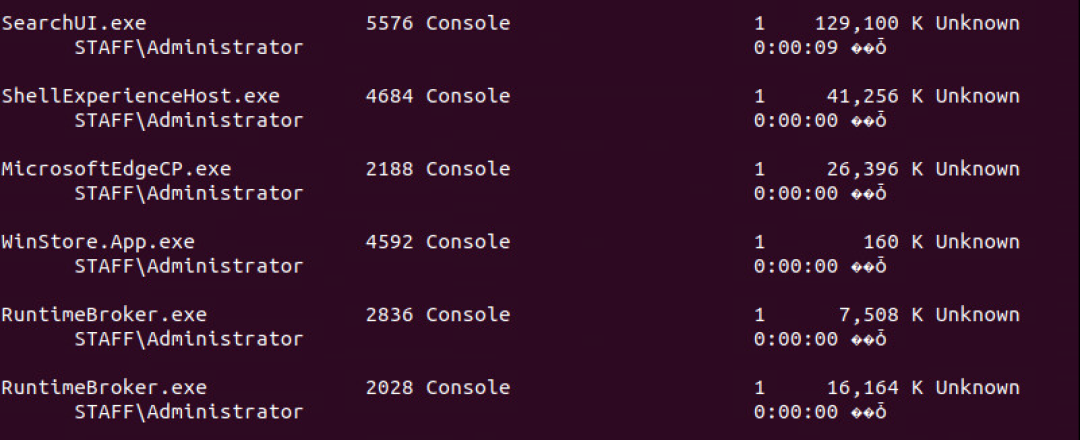 SearchUI.exe 5576 Console 1 129,100 K Unknown
STAFF\Administrator 0:00:09 ��ȱ
ShellExperienceHost.exe 4684 Console 1 41,256 K Unknown
STAFF\Administrator 0:00:00 ��ȱ
MicrosoftEdgeCP.exe 2188 Console 1 26,396 K Unknown
STAFF\Administrator 0:00:00 ��ȱ
WinStore.App.exe 4592 Console 1 160 K Unknown
STAFF\Administrator 0:00:00 ��ȱ
RuntimeBroker.exe 2836 Console 1 7,508 K Unknown
STAFF\Administrator 0:00:00 ��ȱ
RuntimeBroker.exe 2028 Console 1 16,164 K Unknown
STAFF\Administrator 0:00:00 ��ȱ